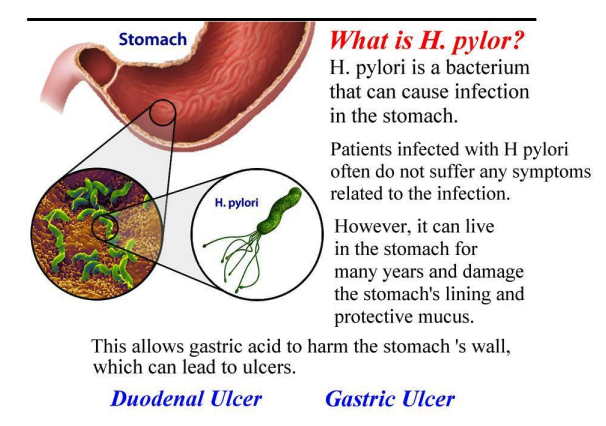 Stomach
What is H. pylor?
H. pylori is a bacterium
that can cause infection
in the stomach.
Patients infected with H pylori
often do not suffer any symptoms
related to the infection.
H. pylori
However, it can live
in the stomach for
many years and damage
the stomach's lining and
protective mucus.
This allows gastric acid to harm the stomach 's wall,
which can lead to ulcers.
Duodenal Ulcer
Gastric Ulcer